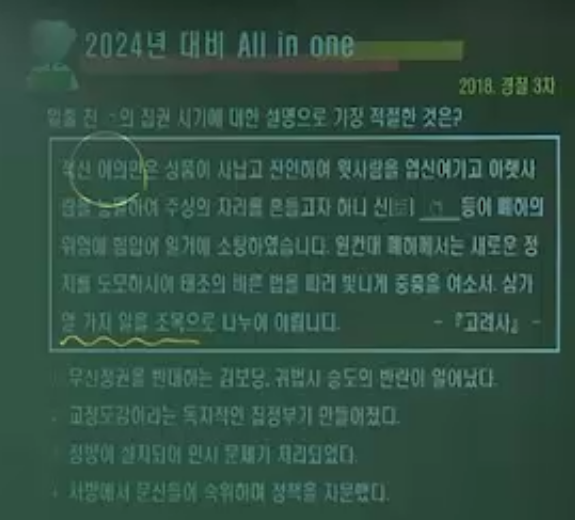 2024년 대비 All in one
2018. 경찰 3차
밑줄 친 의 집권 시기에 대한 설명으로 가장 적절한 것은?
적신 이의민은 성품이 사납고 잔인하여 윗사람을 업신여기고 아랫사
람을 능멸하여 주상의 자리를 흔들고자 하니 신(臣) ㉠ 등이 폐하의
위엄에 힘입어 일거에 소탕하였습니다. 원컨대 폐하께서는 새로운 정
치를 도모하시어 태조의 바른 법을 따라 빛나게 중흥을 여소서. 삼가
열 가지 일을 조목으로 나누어 아룁니다. - 『고려사』 -
무신정권을 반대하는 김보당, 귀법사 승도의 반란이 일어났다.
교정도감이라는 독자적인 집정부가 만들어졌다.
정방이 설치되어 인사 문제가 처리되었다.
서방에서 문신들이 숙위하며 정책을 자문했다.